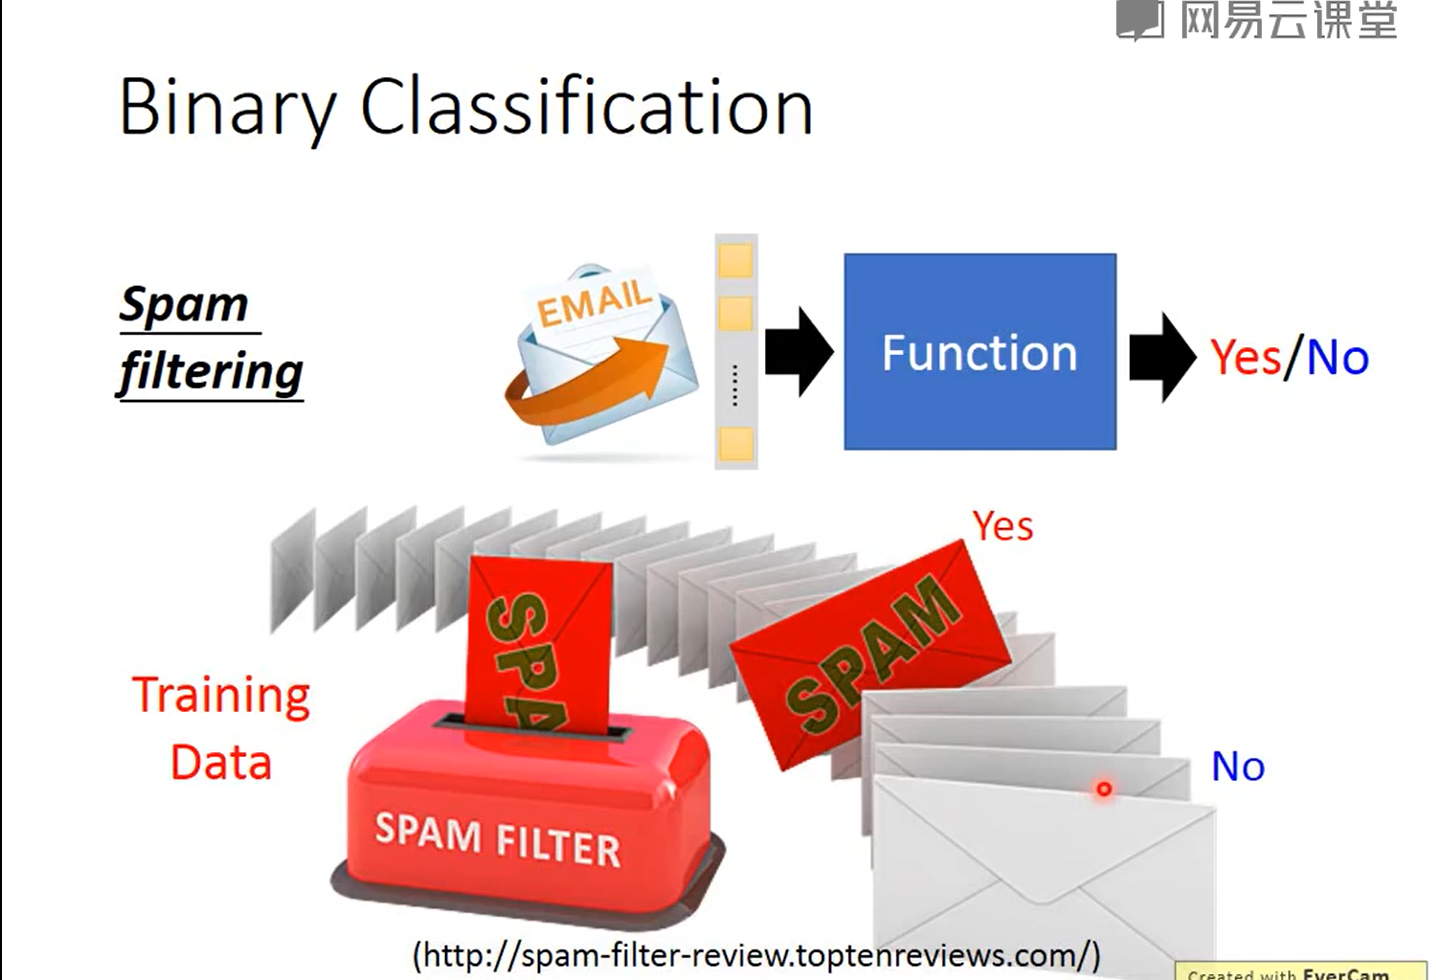 网易云课堂
Binary Classification
EMAIL
Spam
filtering
Function
Yes/No
Yes
SPAM
SPA
Training
Data
No
SPAM FILTER
(http://spam-filter-review.toptenreviews.com/)
Created with EverCam